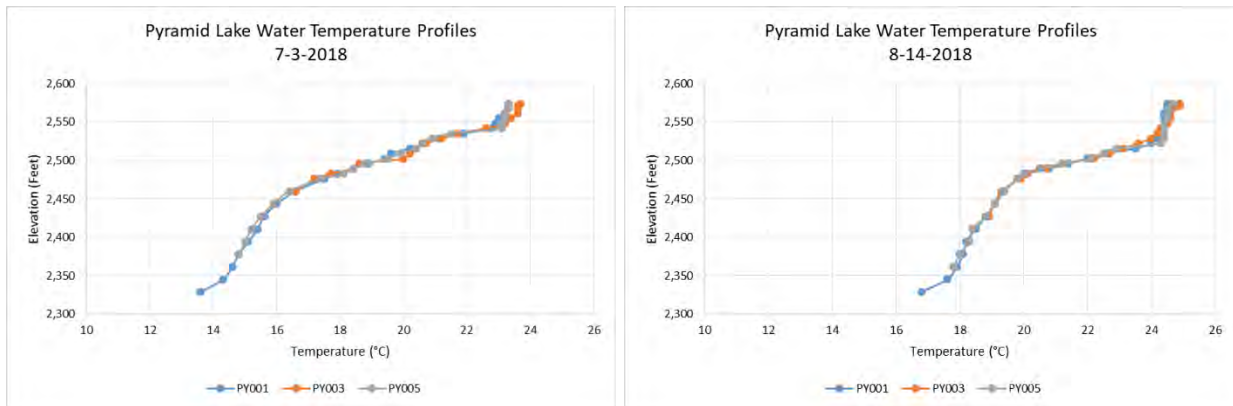 Pyramid Lake Water Temperature Profiles
7-3-2018
2,600
2,550
2,500
2,450
2,400
2,350
2,300
Elevation (Feet)
10 12 14 16 18 20 22 24 26
Temperature (°C)
PY001 PY003 PY005
Pyramid Lake Water Temperature Profiles
8-14-2018
2,600
2,550
2,500
2,450
2,400
2,350
2,300
Elevation (Feet)
10 12 14 16 18 20 22 24 26
Temperature (°C)
PY001 PY003 PY005